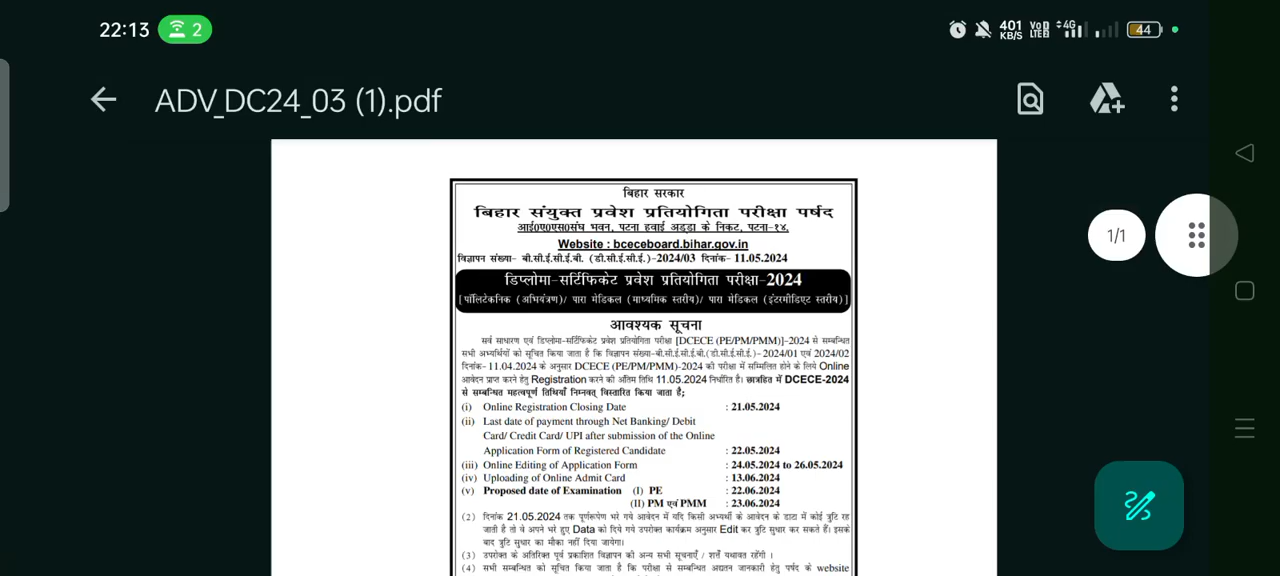 22:13
2
401 KB/S
4G
44
ADV_DC24_03 (1).pdf
1/1
बिहार सरकार
बिहार संयुक्त प्रवेश प्रतियोगिता परीक्षा पर्षद
आई०ए०एस०संघ भवन, पटना हवाई अड्डा के निकट, पटना-१४.
Website : bceceboard.bihar.gov.in
विज्ञापन संख्या- बी.सी.ई.सी.ई.बी. (डी.सी.ई.सी.ई.)-2024/03 दिनांक- 11.05.2024
डिप्लोमा-सर्टिफिकेट प्रवेश प्रतियोगिता परीक्षा-2024
[पॉलिटेकनिक (अभियंत्रण)/ पारा मेडिकल (माध्यमिक स्तरीय)/ पारा मेडिकल (इंटरमीडिएट स्तरीय)]
आवश्यक सूचना
सर्व साधारण एवं डिप्लोमा-सर्टिफिकेट प्रवेश प्रतियोगिता परीक्षा [DCECE (PE/PM/PMM)]-2024 से सम्बन्धित
सभी अभ्यर्थियों को सूचित किया जाता है कि विज्ञापन संख्या-बी.सी.ई.सी.ई.बी.(डी.सी.ई.सी.ई.)- 2024/01 एवं 2024/02
दिनांक-11.04.2024 के अनुसार DCECE (PE/PM/PMM)-2024 की परीक्षा में सम्मिलित होने के लिये Online
आवेदन प्राप्त करने हेतु Registration करने की अंतिम तिथि 11.05.2024 निर्धारित है। छात्रहित में DCECE-2024
से सम्बन्धित महत्वपूर्ण तिथियाँ निम्नवत् विस्तारित किया जाता है;
(i) Online Registration Closing Date : 21.05.2024
(ii) Last date of payment through Net Banking/ Debit
Card/ Credit Card/ UPI after submission of the Online
Application Form of Registered Candidate : 22.05.2024
(iii) Online Editing of Application Form : 24.05.2024 to 26.05.2024
(iv) Uploading of Online Admit Card : 13.06.2024
(v) Proposed date of Examination (I) PE : 22.06.2024
(II) PM एवं PMM : 23.06.2024
(2) दिनांक 21.05.2024 तक पूर्णरूपेण भरे गये आवेदन में यदि किसी अभ्यर्थी के आवेदन के डाटा में कोई त्रुटि रह
जाती है तो वे अपने भरे हुए Data को दिये गये उपरोक्त कार्यक्रम अनुसार Edit कर त्रुटि सुधार कर सकते हैं। इसके
बाद त्रुटि सुधार का मौका नहीं दिया जायेगा।
(3) उपरोक्त के अतिरिक्त पूर्व प्रकाशित विज्ञापन की अन्य सभी सूचनाएँ / शर्तें यथावत रहेंगी ।
(4) सभी सम्बन्धित को सूचित किया जाता है कि परीक्षा से सम्बन्धित अद्यतन जानकारी हेतु पर्षद के website